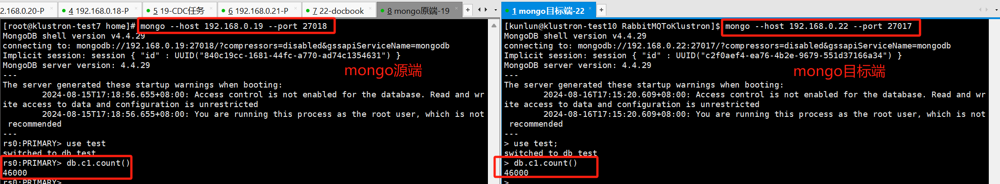 2.168.0.20-P
4 192.168.0.18-P
5 19-CDC任务
6 192.168.0.21-P
7 22-docbook
8 mongo原端-19
[root@klustron-test7 home]# mongo --host 192.168.0.19 --port 27018
MongoDB shell version v4.4.29
connecting to: mongodb://192.168.0.19:27018/?compressors=disabled&gssapiServiceName=mongodb
Implicit session: session { "id" : UUID("840c19cc-1681-44fc-a770-ad74c1354631") }
MongoDB server version: 4.4.29
mongo源端
---
The server generated these startup warnings when booting:
2024-08-15T17:18:56.655+08:00: Access control is not enabled for the database. Read and wr
ite access to data and configuration is unrestricted
2024-08-15T17:18:56.655+08:00: You are running this process as the root user, which is not
recommended
---
rs0:PRIMARY> use test
switched to db test
rs0:PRIMARY> db.c1.count()
46000
rs0:PRIMARY>
1 mongo目标端-22
[kunlun@klustron-test10 RabbitMQToKlustron]$ mongo --host 192.168.0.22 --port 27017
MongoDB shell version v4.4.29
connecting to: mongodb://192.168.0.22:27017/?compressors=disabled&gssapiServiceName=mongodb
Implicit session: session { "id" : UUID("c2f0aef4-ea76-4b2e-9679-551d37166a34") }
MongoDB server version: 4.4.29
mongo目标端
---
The server generated these startup warnings when booting:
2024-08-16T17:15:20.609+08:00: Access control is not enabled for the database. Read and wr
ite access to data and configuration is unrestricted
2024-08-16T17:15:20.609+08:00: You are running this process as the root user, which is not
recommended
---
> use test;
switched to db test
> db.c1.count()
46000
>